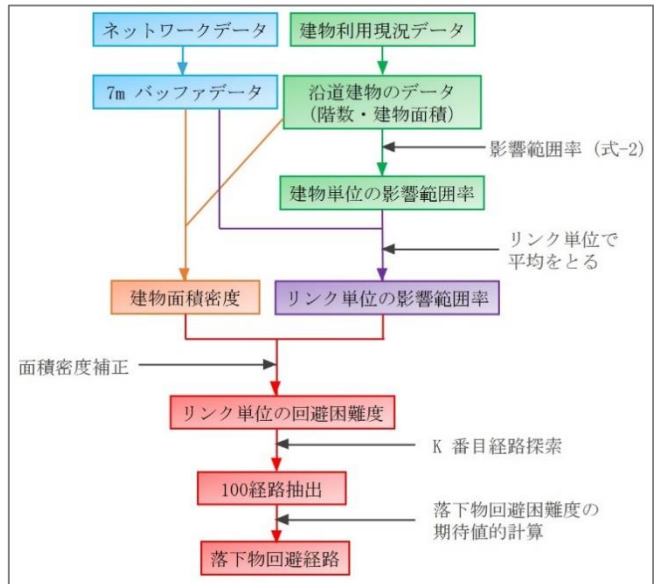 ネットワークデータ
建物利用現況データ
7m バッファデータ
沿道建物のデータ
(階数・建物面積)
影響範囲率 (式-2)
建物単位の影響範囲率
リンク単位で
平均をとる
建物面積密度
リンク単位の影響範囲率
面積密度補正
リンク単位の回避困難度
K 番目経路探索
100経路抽出
落下物回避困難度の
期待値的計算
落下物回避経路